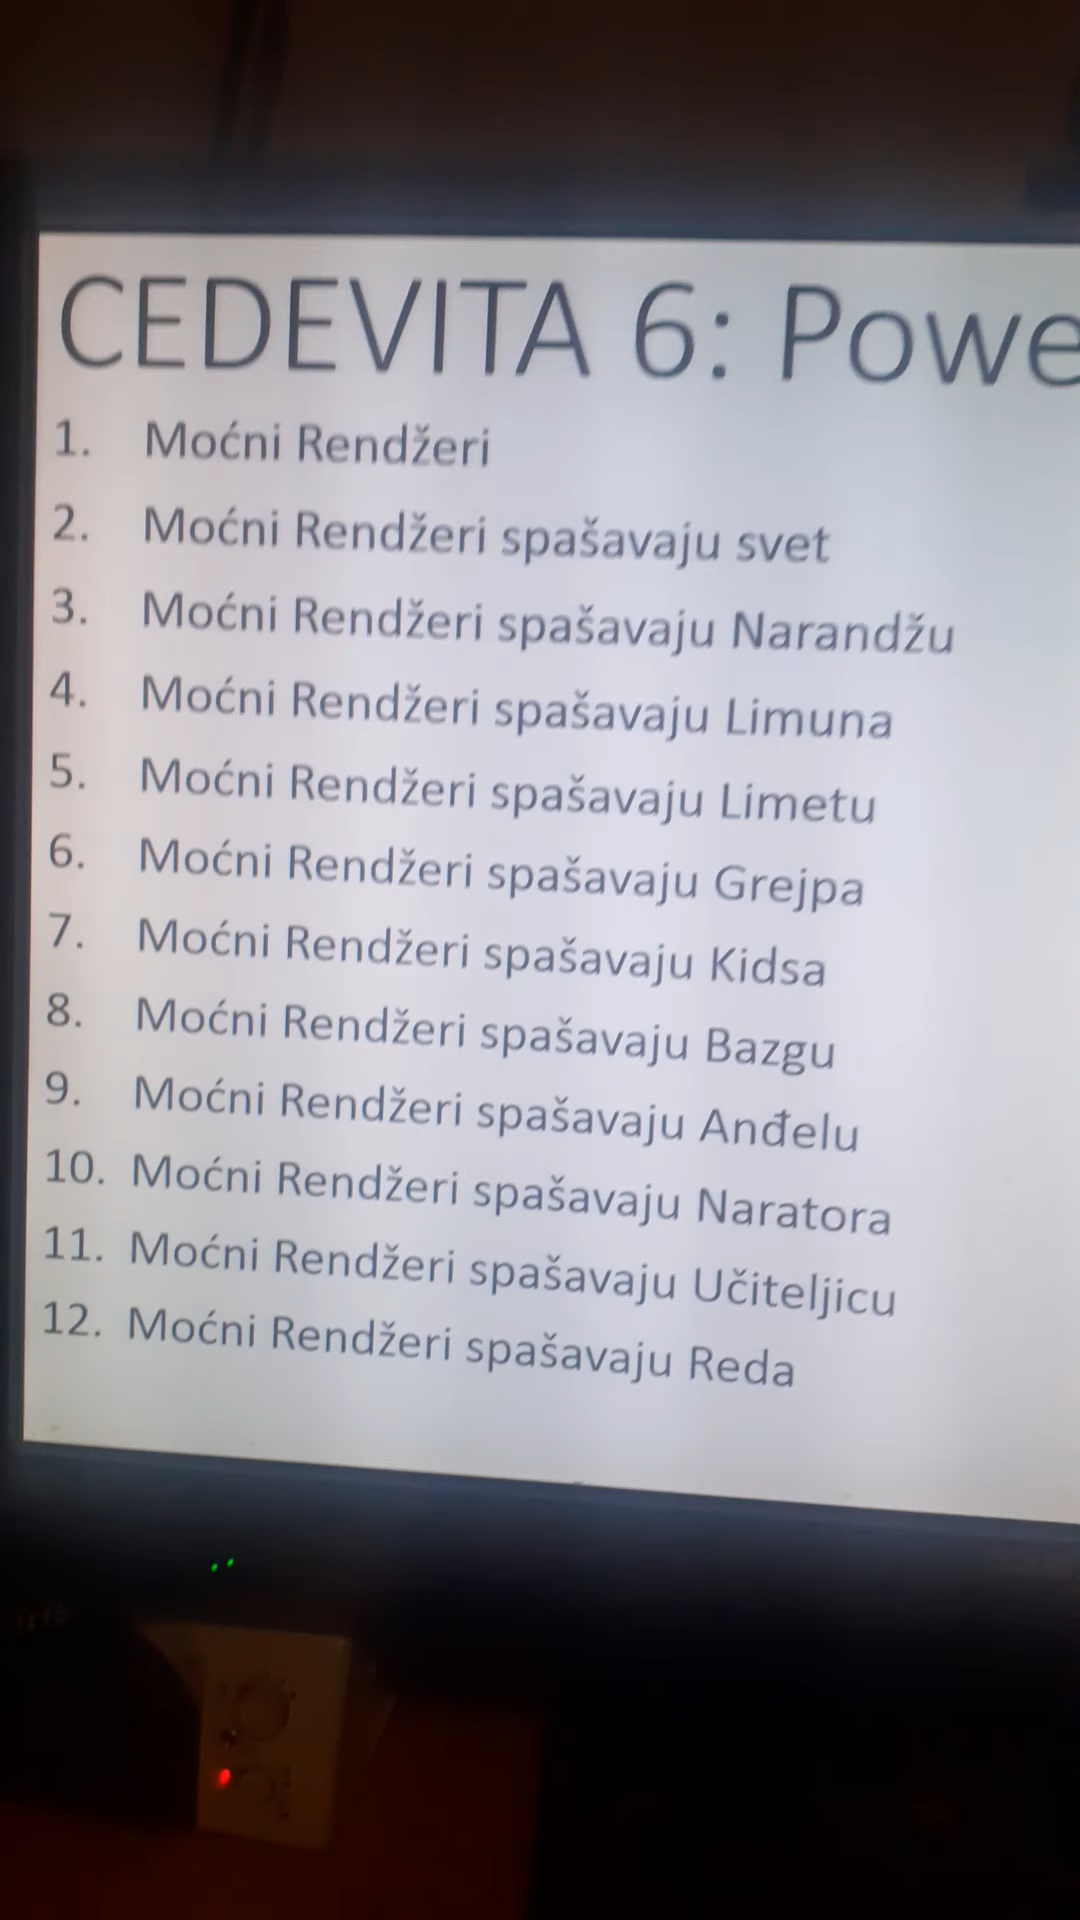 CEDEVITA 6: Powe
1. Moćni Rendžeri
2. Moćni Rendžeri spašavaju svet
3. Moćni Rendžeri spašavaju Narandžu
4. Moćni Rendžeri spašavaju Limuna
5. Moćni Rendžeri spašavaju Limetu
6. Moćni Rendžeri spašavaju Grejpa
7. Moćni Rendžeri spašavaju Kidsa
8. Moćni Rendžeri spašavaju Bazgu
9. Moćni Rendžeri spašavaju Anđelu
10. Moćni Rendžeri spašavaju Naratora
11. Moćni Rendžeri spašavaju Učiteljicu
12. Moćni Rendžeri spašavaju Reda